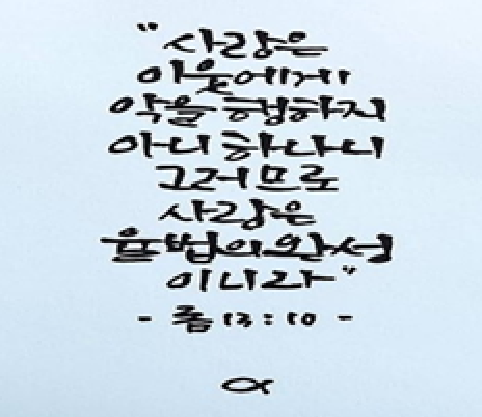 "사랑은
이웃에게
악을 행하지
아니하나니
그러므로
사랑은
율법의 완성
이니라"
- 롬 13:10 -